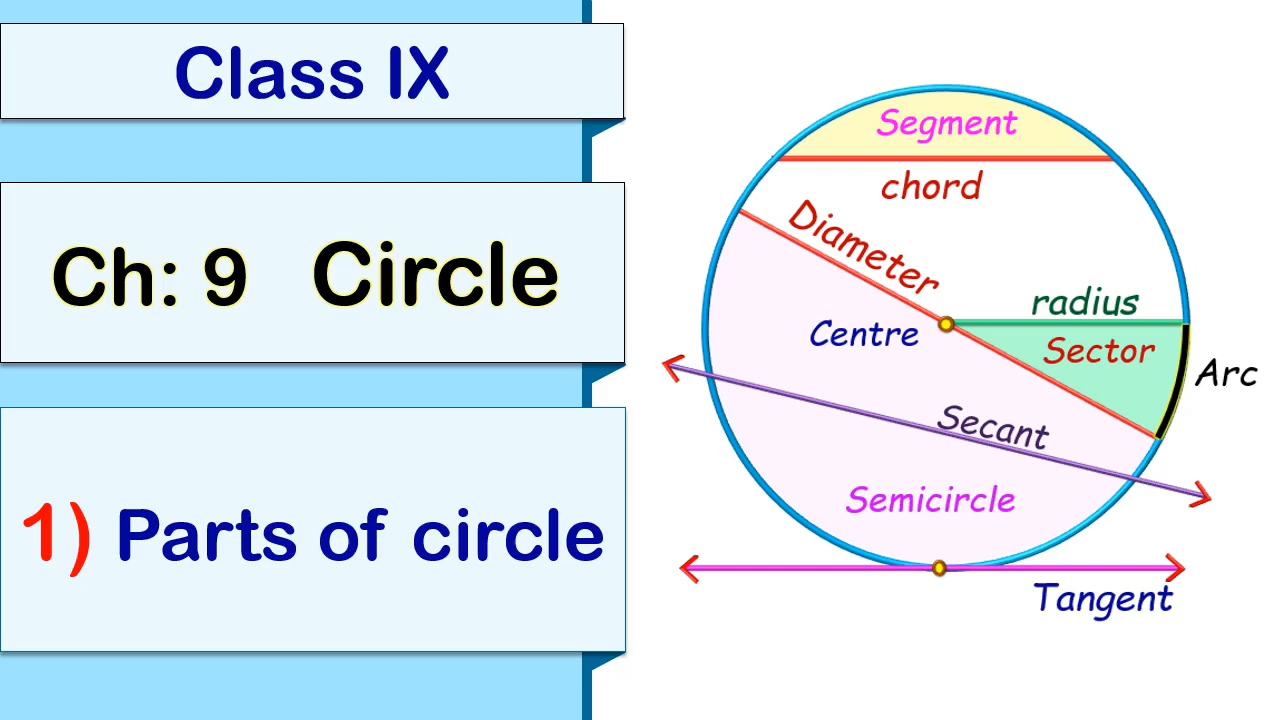 Class IX
Ch: 9 Circle
1) Parts of circle
Segment
chord
Diameter
radius
Centre
Sector
Arc
Secant
Semicircle
Tangent